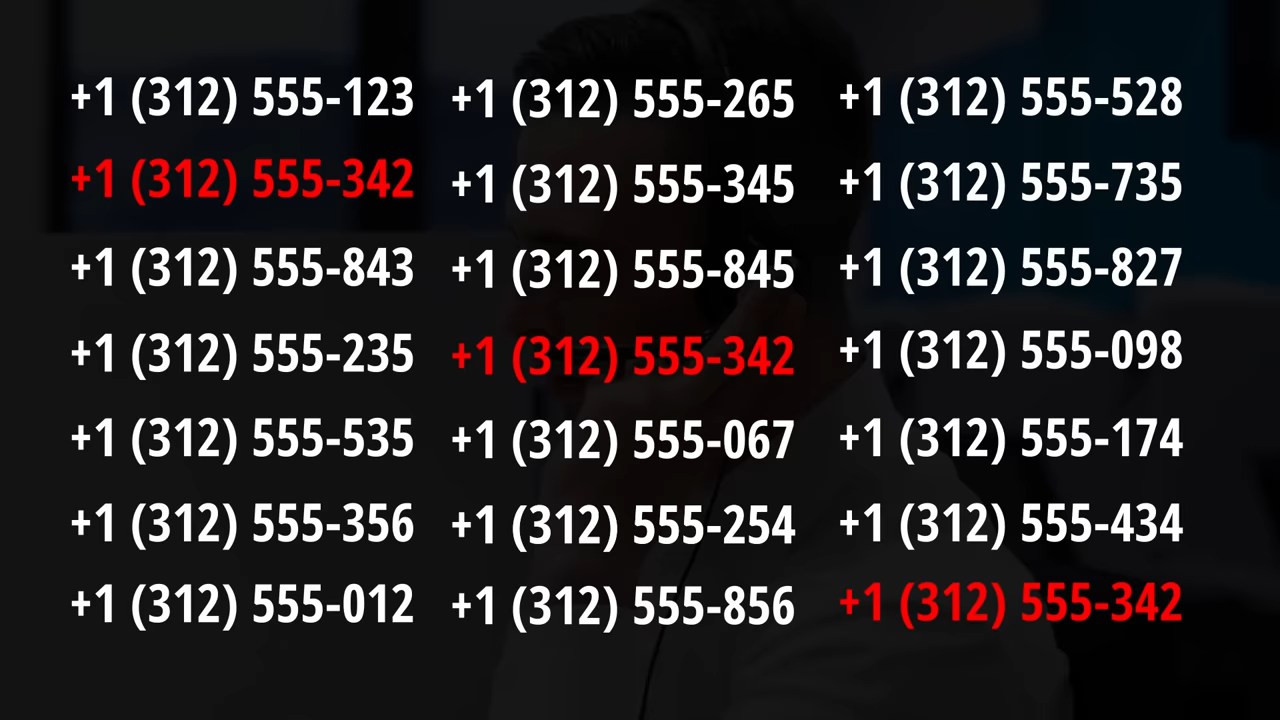 +1 (312) 555-123
+1 (312) 555-342
+1 (312) 555-843
+1 (312) 555-235
+1 (312) 555-535
+1 (312) 555-356
+1 (312) 555-012
+1 (312) 555-265
+1 (312) 555-345
+1 (312) 555-845
+1 (312) 555-342
+1 (312) 555-067
+1 (312) 555-254
+1 (312) 555-856
+1 (312) 555-528
+1 (312) 555-735
+1 (312) 555-827
+1 (312) 555-098
+1 (312) 555-174
+1 (312) 555-434
+1 (312) 555-342